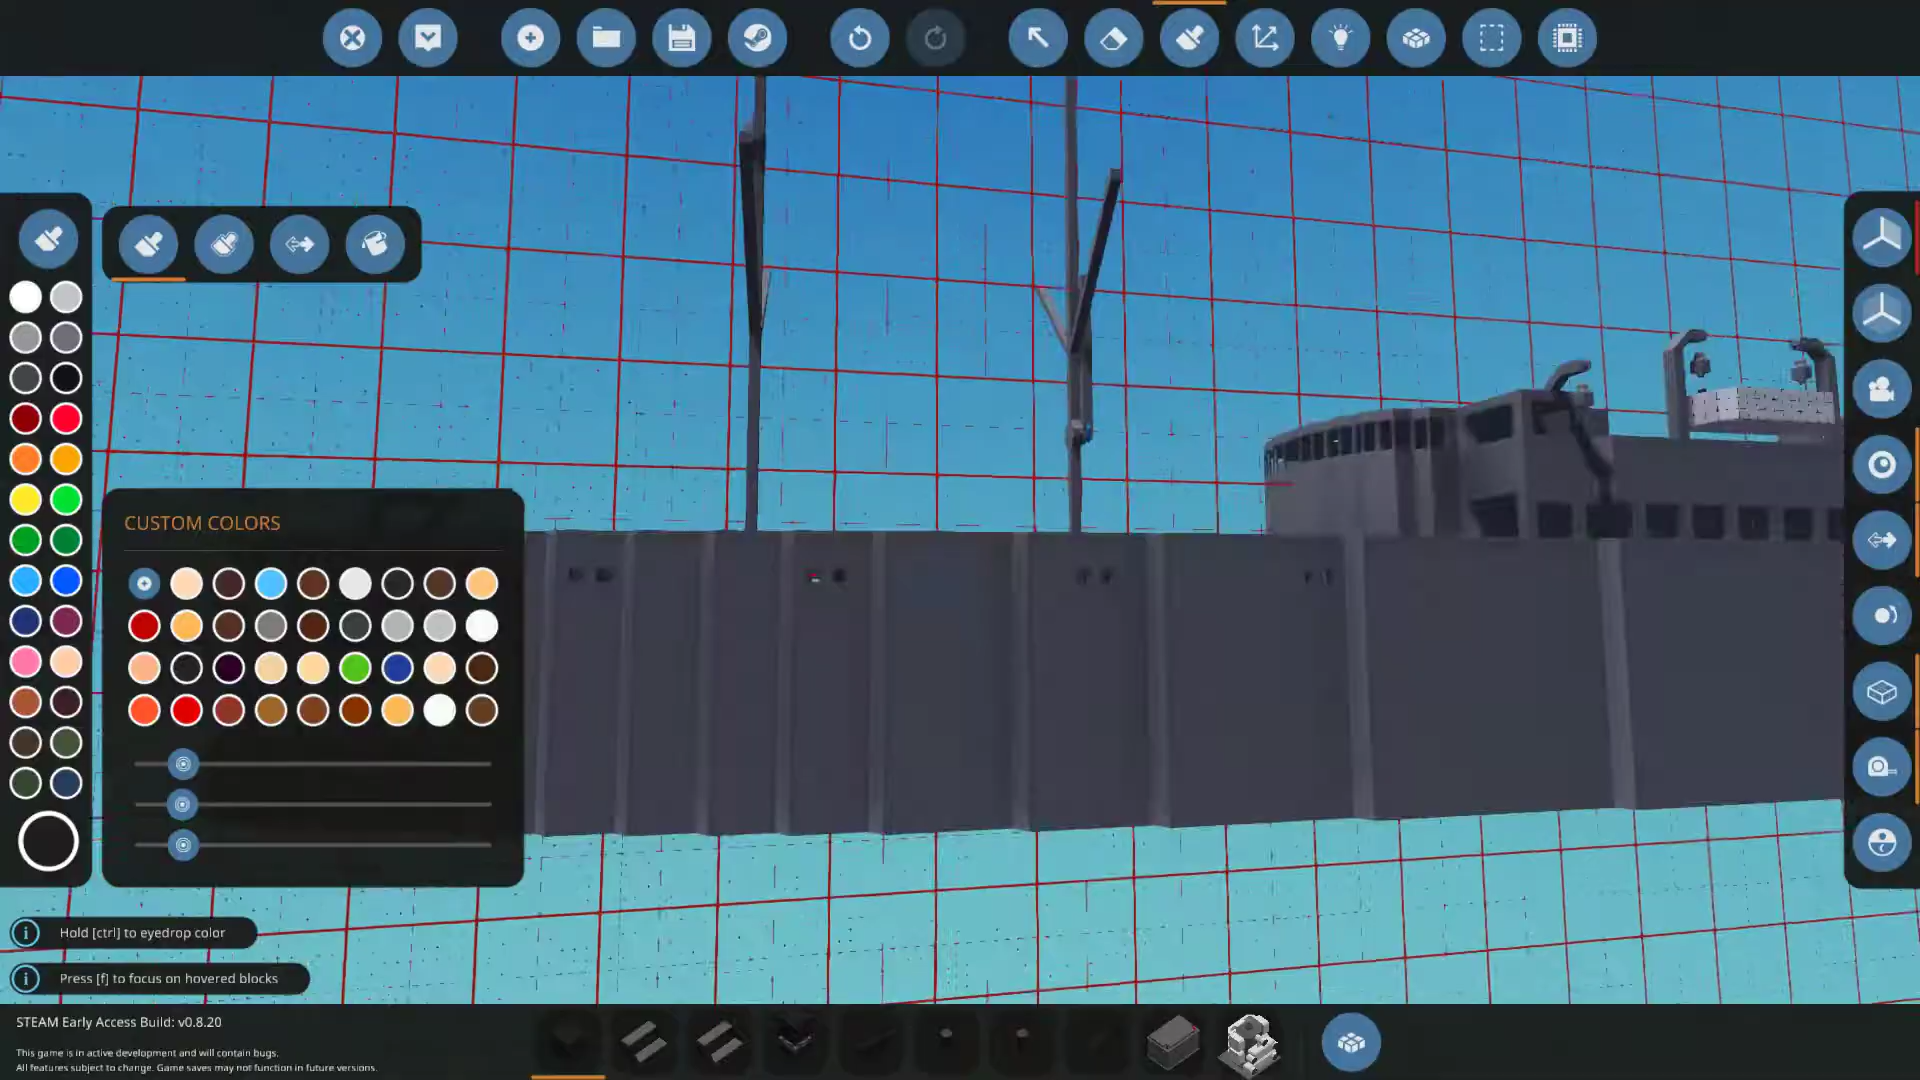 CUSTOM COLORS
Hold [ctrl] to eyedrop color
Press [f] to focus on hovered blocks
STEAM Early Access Build: v0.8.20
This game is in active development and will contain bugs.
All features subject to change. Game saves may not function in future versions.